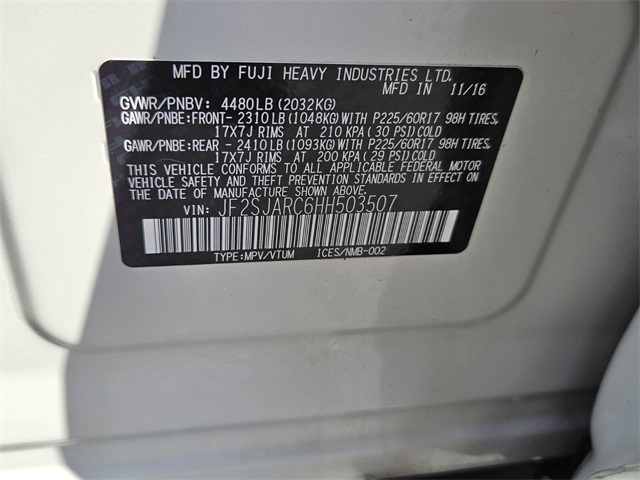 MFD BY FUJI HEAVY INDUSTRIES LTD.
MFD IN 11/16
GVWR/PNBV: 4480LB(2032KG)
GAWR/PNBE:FRONT- 2310LB(1048KG)WITH P225/60R17 98H TIRES,
17X7J RIMS AT 210 KPA( 30 PSI)COLD
GAWR/PNBE:REAR - 2410LB(1093KG)WITH P225/60R17 98H TIRES,
17X7J RIMS AT 200 KPA( 29 PSI)COLD
THIS VEHICLE CONFORMS TO ALL APPLICABLE FEDERAL MOTOR
VEHICLE SAFETY AND THEFT PREVENTION STANDARDS IN EFFECT ON
THE DATE OF MANUFACTURE SHOWN ABOVE.
VIN: JF2SJARC6HH503507
TYPE:MPV/VTUM ICES/NMB-002